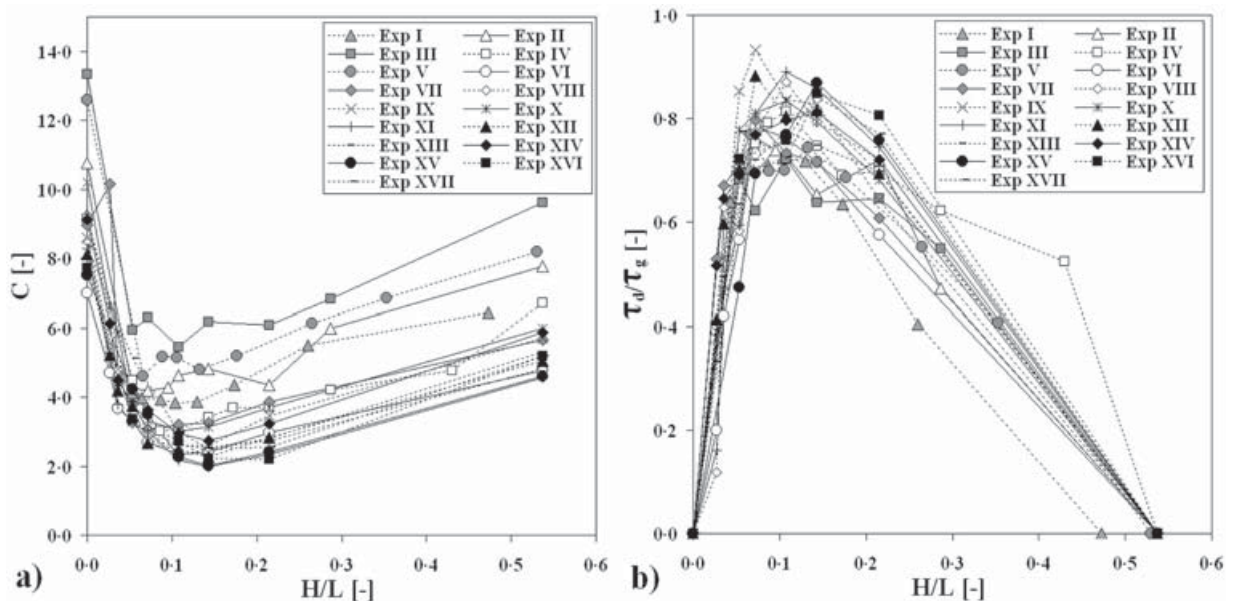 14·0
12·0
10·0
8·0
6·0
4·0
2·0
0·0
C [-]
Exp I
Exp II
Exp III
Exp IV
Exp V
Exp VI
Exp VII
Exp VIII
Exp IX
Exp X
Exp XI
Exp XII
Exp XIII
Exp XIV
Exp XV
Exp XVI
Exp XVII
0·0 0·1 0·2 0·3 0·4 0·5 0·6
a) H/L [-]
1·0
0·8
0·6
0·4
0·2
0·0
τd/τg [-]
Exp I
Exp II
Exp III
Exp IV
Exp V
Exp VI
Exp VII
Exp VIII
Exp IX
Exp X
Exp XI
Exp XII
Exp XIII
Exp XIV
Exp XV
Exp XVI
Exp XVII
0·0 0·1 0·2 0·3 0·4 0·5 0·6
b) H/L [-]